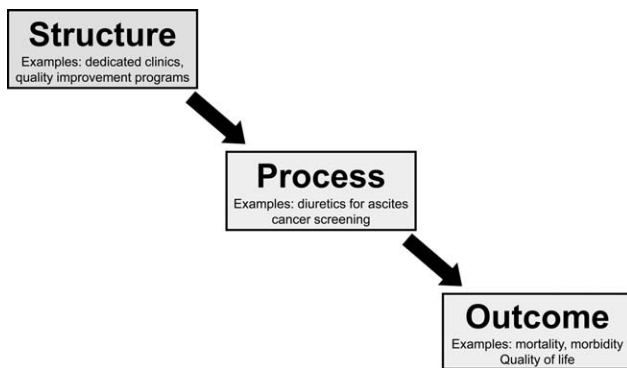 Structure
Examples: dedicated clinics,
quality improvement programs
Process
Examples: diuretics for ascites
cancer screening
Outcome
Examples: mortality, morbidity
Quality of life